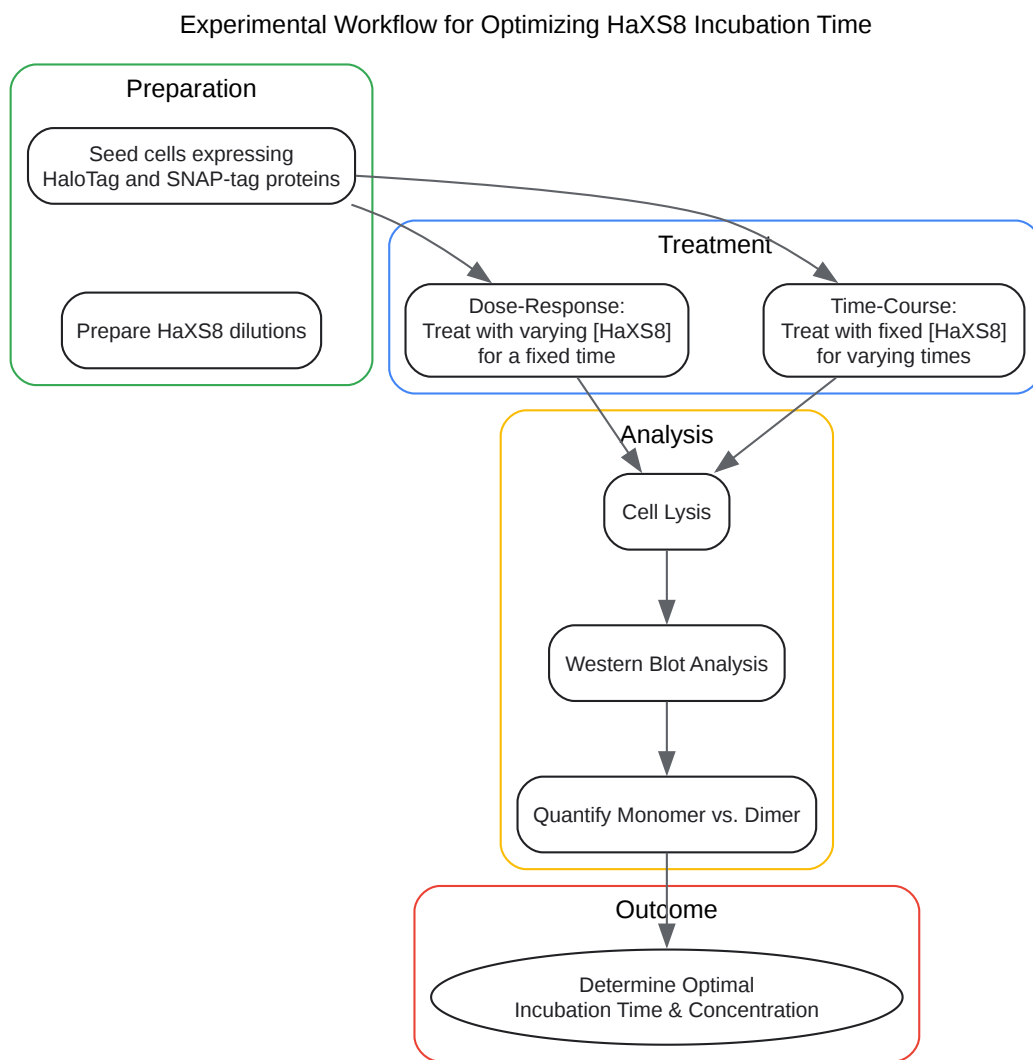 Experimental Workflow for Optimizing HaXS8 Incubation Time
Preparation
Seed cells expressing
HaloTag and SNAP-tag proteins
Prepare HaXS8 dilutions
Treatment
Dose-Response:
Treat with varying [HaXS8]
for a fixed time
Time-Course:
Treat with fixed [HaXS8]
for varying times
Analysis
Cell Lysis
Western Blot Analysis
Quantify Monomer vs. Dimer
Outcome
Determine Optimal
Incubation Time & Concentration